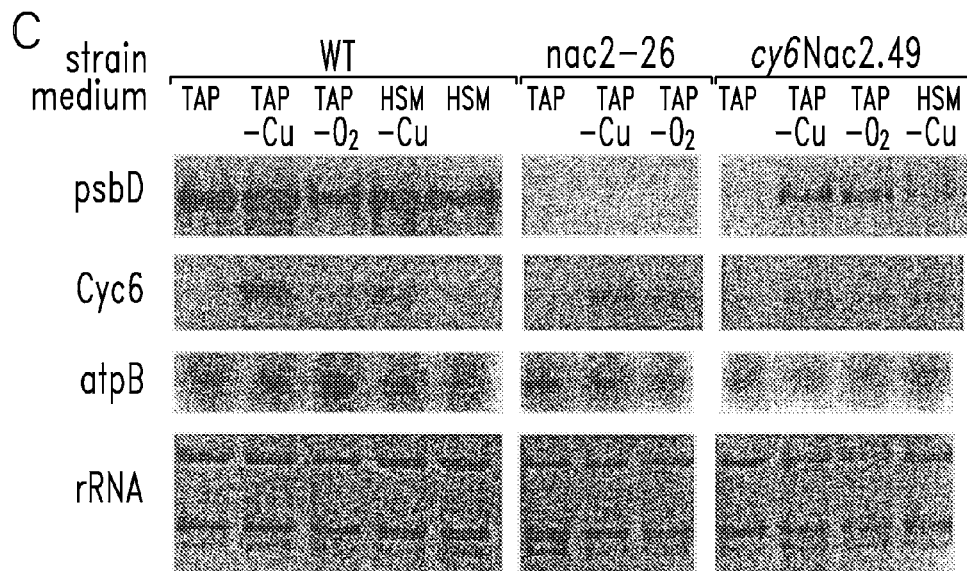 C
strain WT nac2-26 cy6Nac2.49
medium TAP TAP TAP HSM HSM TAP TAP TAP TAP TAP TAP HSM
-Cu -O₂ -Cu -Cu -O₂ -Cu -O₂ -Cu
psbD
Cyc6
atpB
rRNA